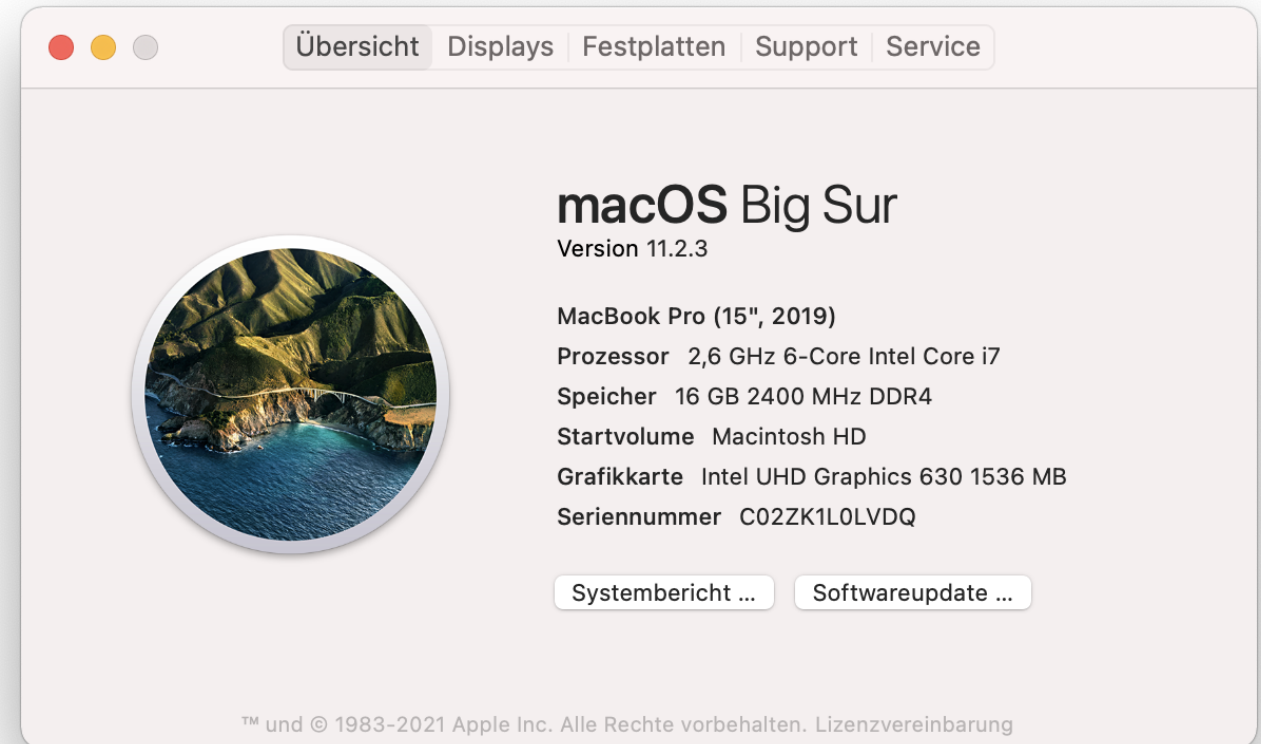 Übersicht Displays Festplatten Support Service
macOS Big Sur
Version 11.2.3
MacBook Pro (15", 2019)
Prozessor 2,6 GHz 6-Core Intel Core i7
Speicher 16 GB 2400 MHz DDR4
Startvolume Macintosh HD
Grafikkarte Intel UHD Graphics 630 1536 MB
Seriennummer C02ZK1L0LVDQ
Systembericht ... Softwareupdate ...
™ und © 1983-2021 Apple Inc. Alle Rechte vorbehalten. Lizenzvereinbarung